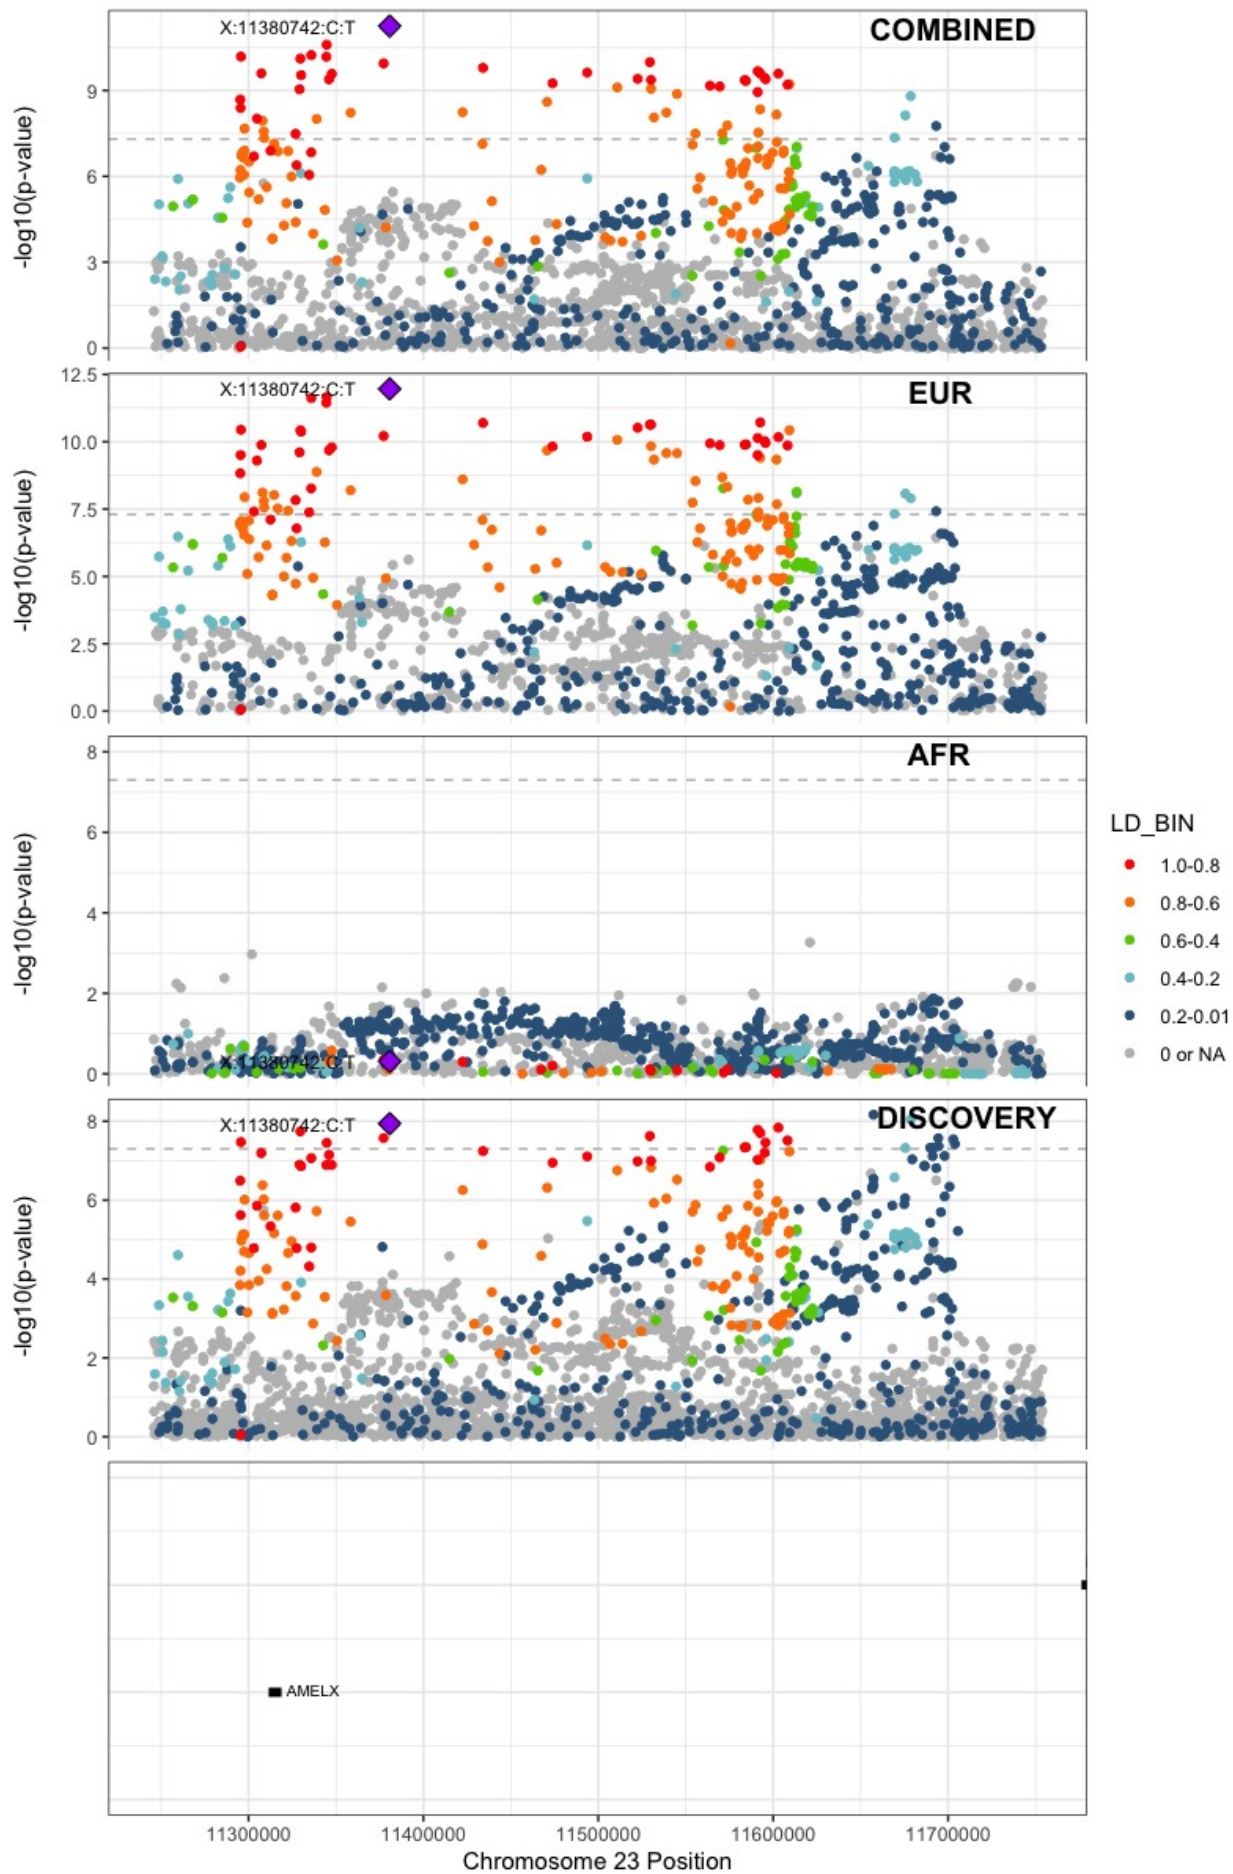 X:11380742:C:T
COMBINED
-log10(p-value)
9
6
3
0
X:11380742:C:T
EUR
-log10(p-value)
12.5
10.0
7.5
5.0
2.5
0.0
AFR
-log10(p-value)
8
6
4
2
0
X:11380742:C:T
LD_BIN
1.0-0.8
0.8-0.6
0.6-0.4
0.4-0.2
0.2-0.01
0 or NA
X:11380742:C:T
DISCOVERY
-log10(p-value)
8
6
4
2
0
AMELX
11300000
11400000
11500000
11600000
11700000
Chromosome 23 Position